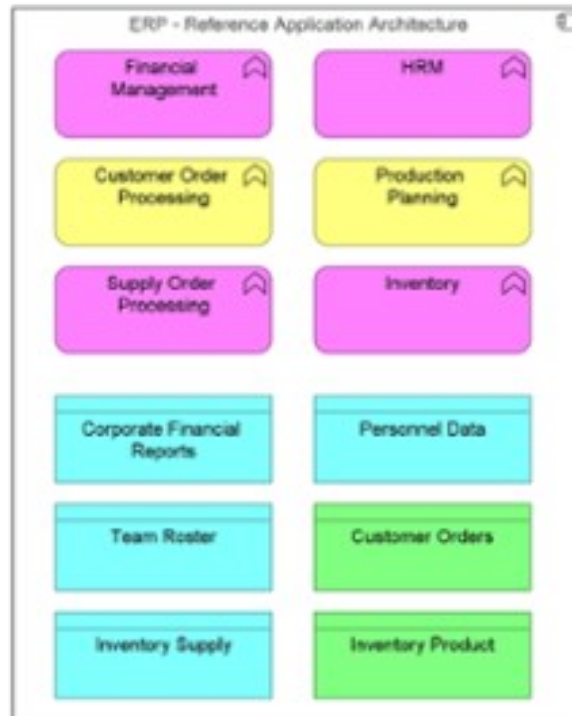 ERP - Reference Application Architecture
Financial
Management
HRM
Customer Order
Processing
Production
Planning
Supply Order
Processing
Inventory
Corporate Financial
Reports
Personnel Data
Team Roster
Customer Orders
Inventory Supply
Inventory Product